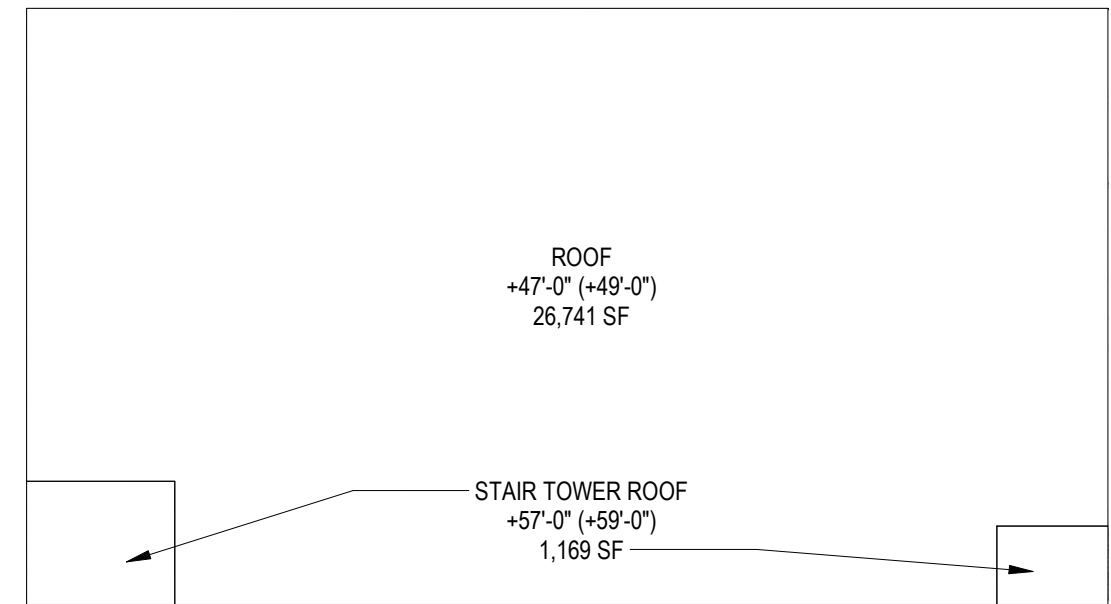 ROOF
+47'-0" (+49'-0")
26,741 SF
STAIR TOWER ROOF
+57'-0" (+59'-0")
1,169 SF